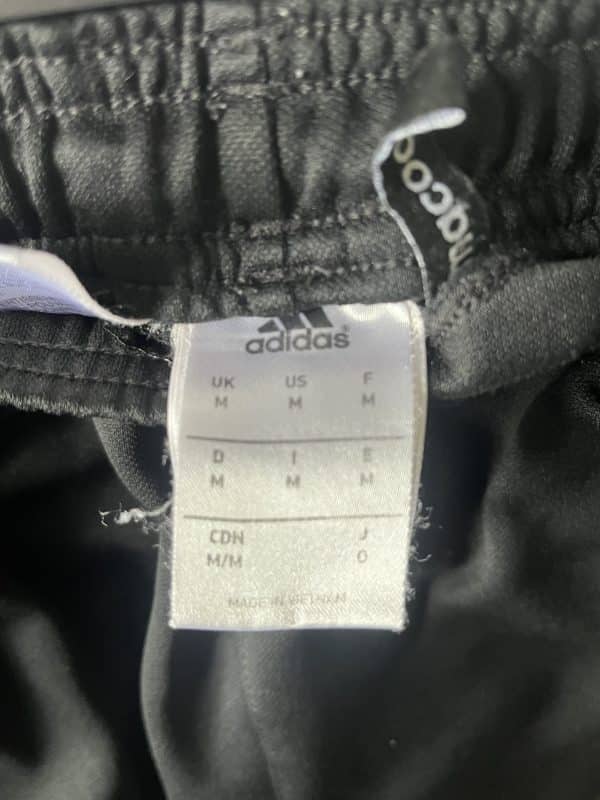 adidas®
UK US F
M M M
D I E
M M M
CDN J
M/M O
MADE IN VIETNAM